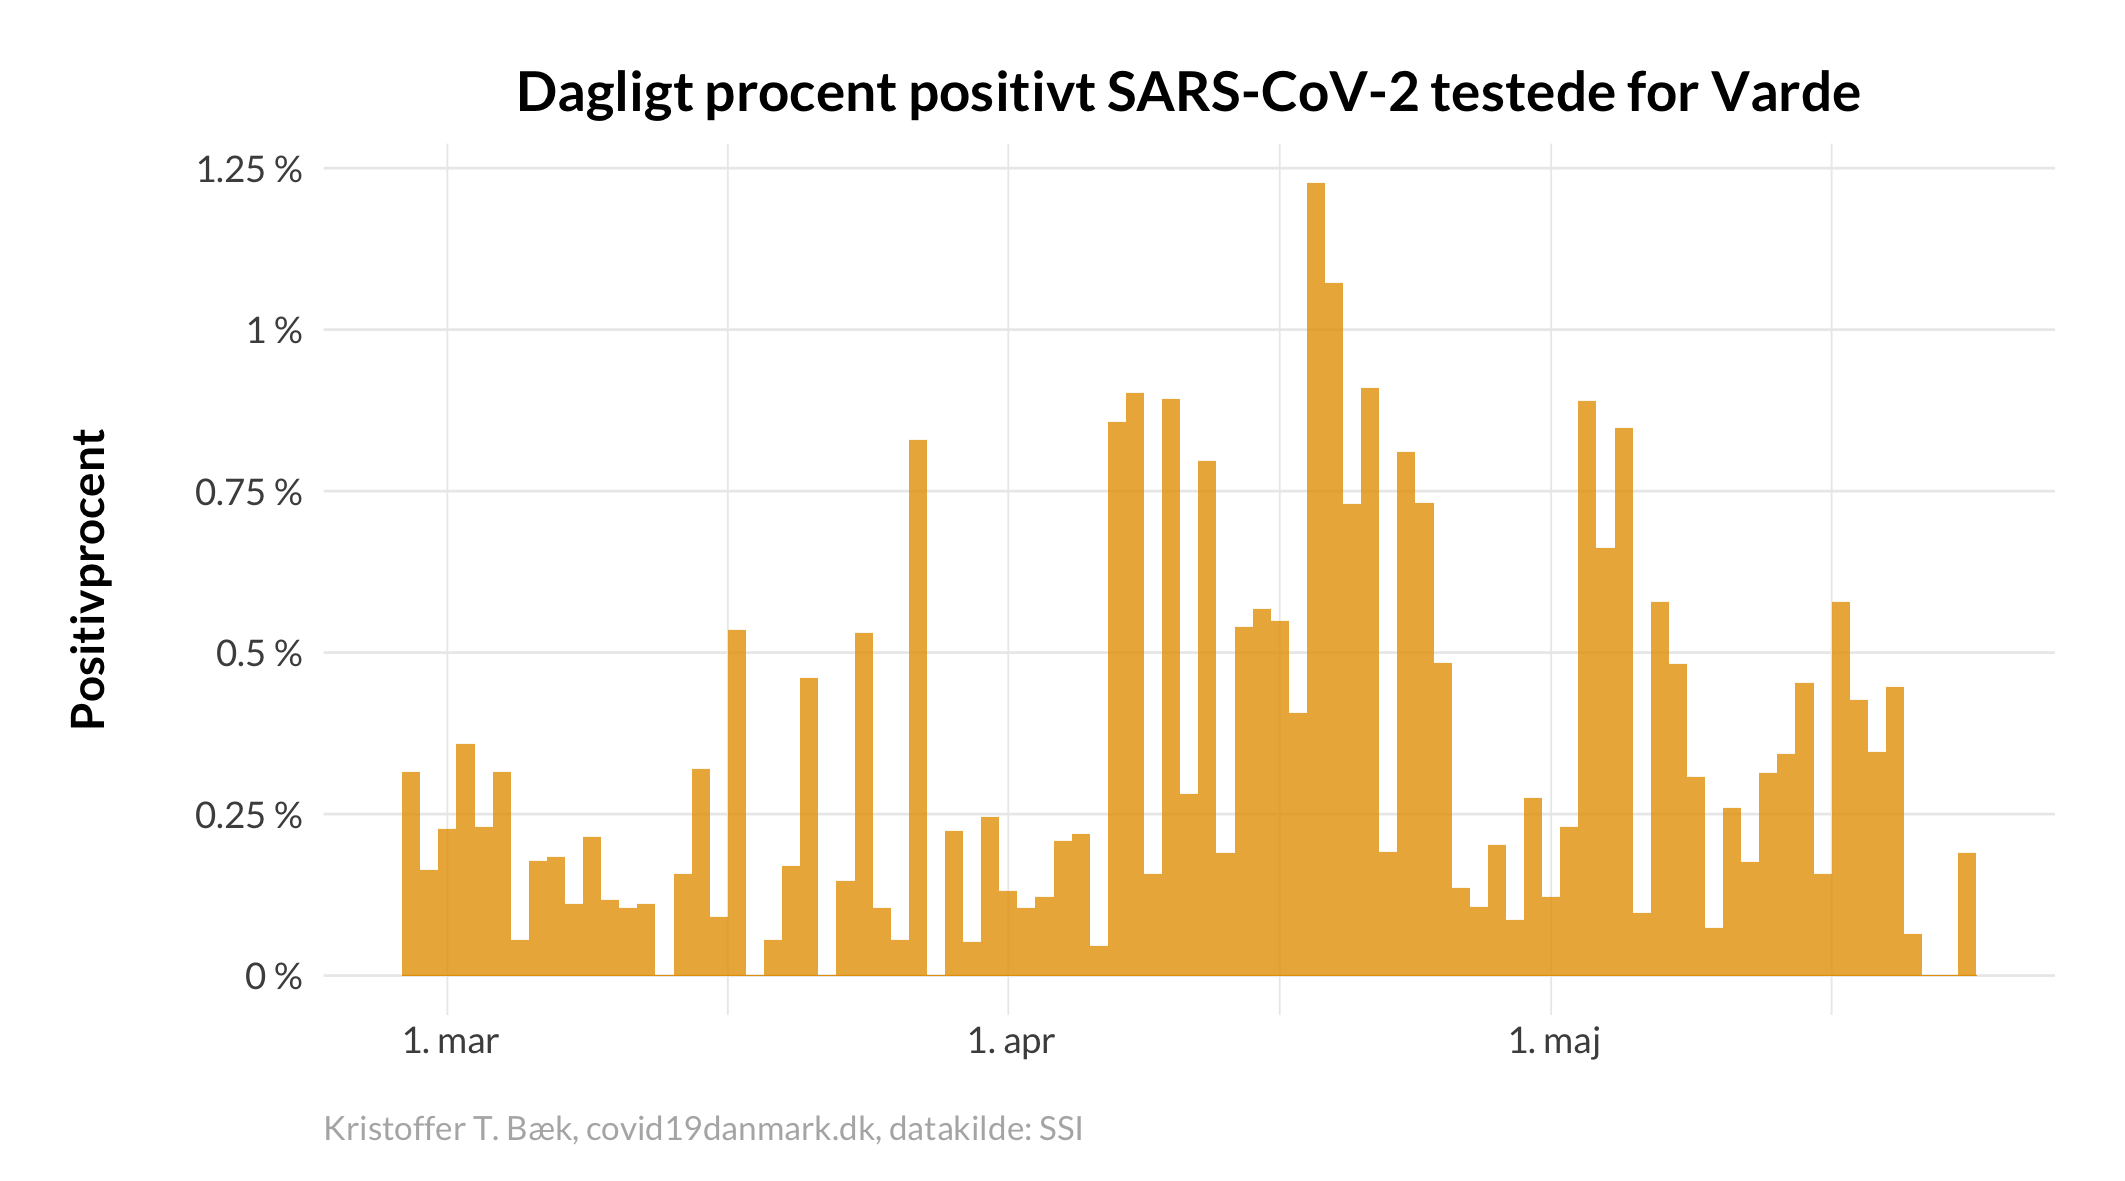 Dagligt procent positivt SARS-CoV-2 testede for Varde
Positivprocent
1.25 %
1 %
0.75 %
0.5 %
0.25 %
0 %
1. mar
1. apr
1. maj
Kristoffer T. Bæk, covid19danmark.dk, datakilde: SSI